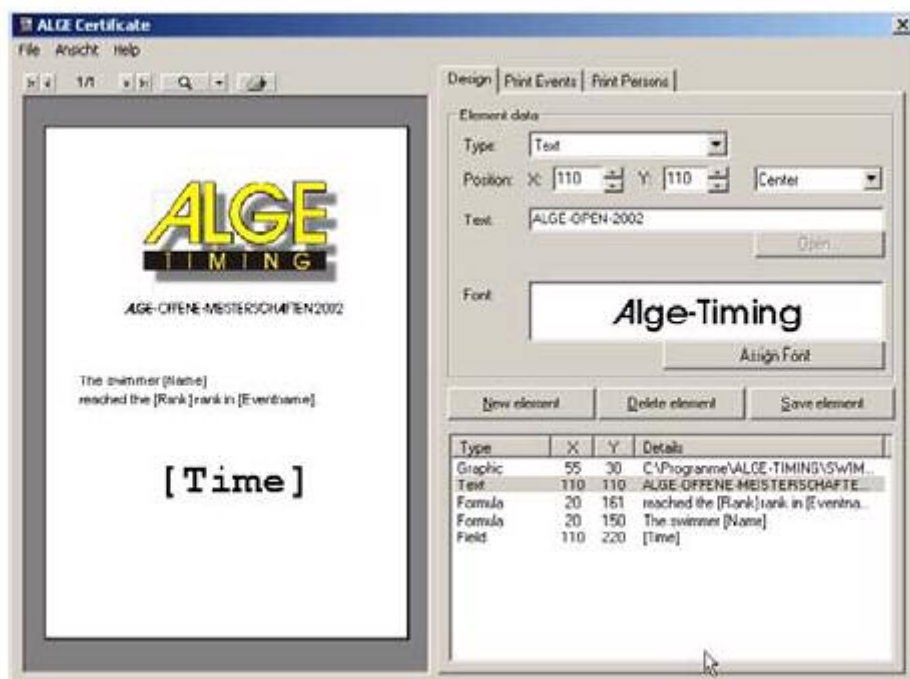 ALGE Certificate
File Ansicht Help
1/1
Design Print Events Print Persons
ALGE
TIMING
ALGE-OFFENE-MEISTERSCHAFTEN 2002
The swimmer [Name]
reached the [Rank] rank in [Eventname].
[Time]
Element data
Type: Text
Position: X: 110 Y: 110 Center
Text: ALGE-OPEN-2002
Open
Font: Alge-Timing
Assign Font
New element Delete element Save element
Type X Y Details
Graphic 55 30 C:\Programme\ALGE-TIMING\SWIM...
Text 110 110 ALGE-OFFENE-MEISTERSCHAFTE...
Formula 20 161 reached the [Rank] rank in [Eventna...
Formula 20 150 The swimmer [Name]
Field 110 220 [Time]